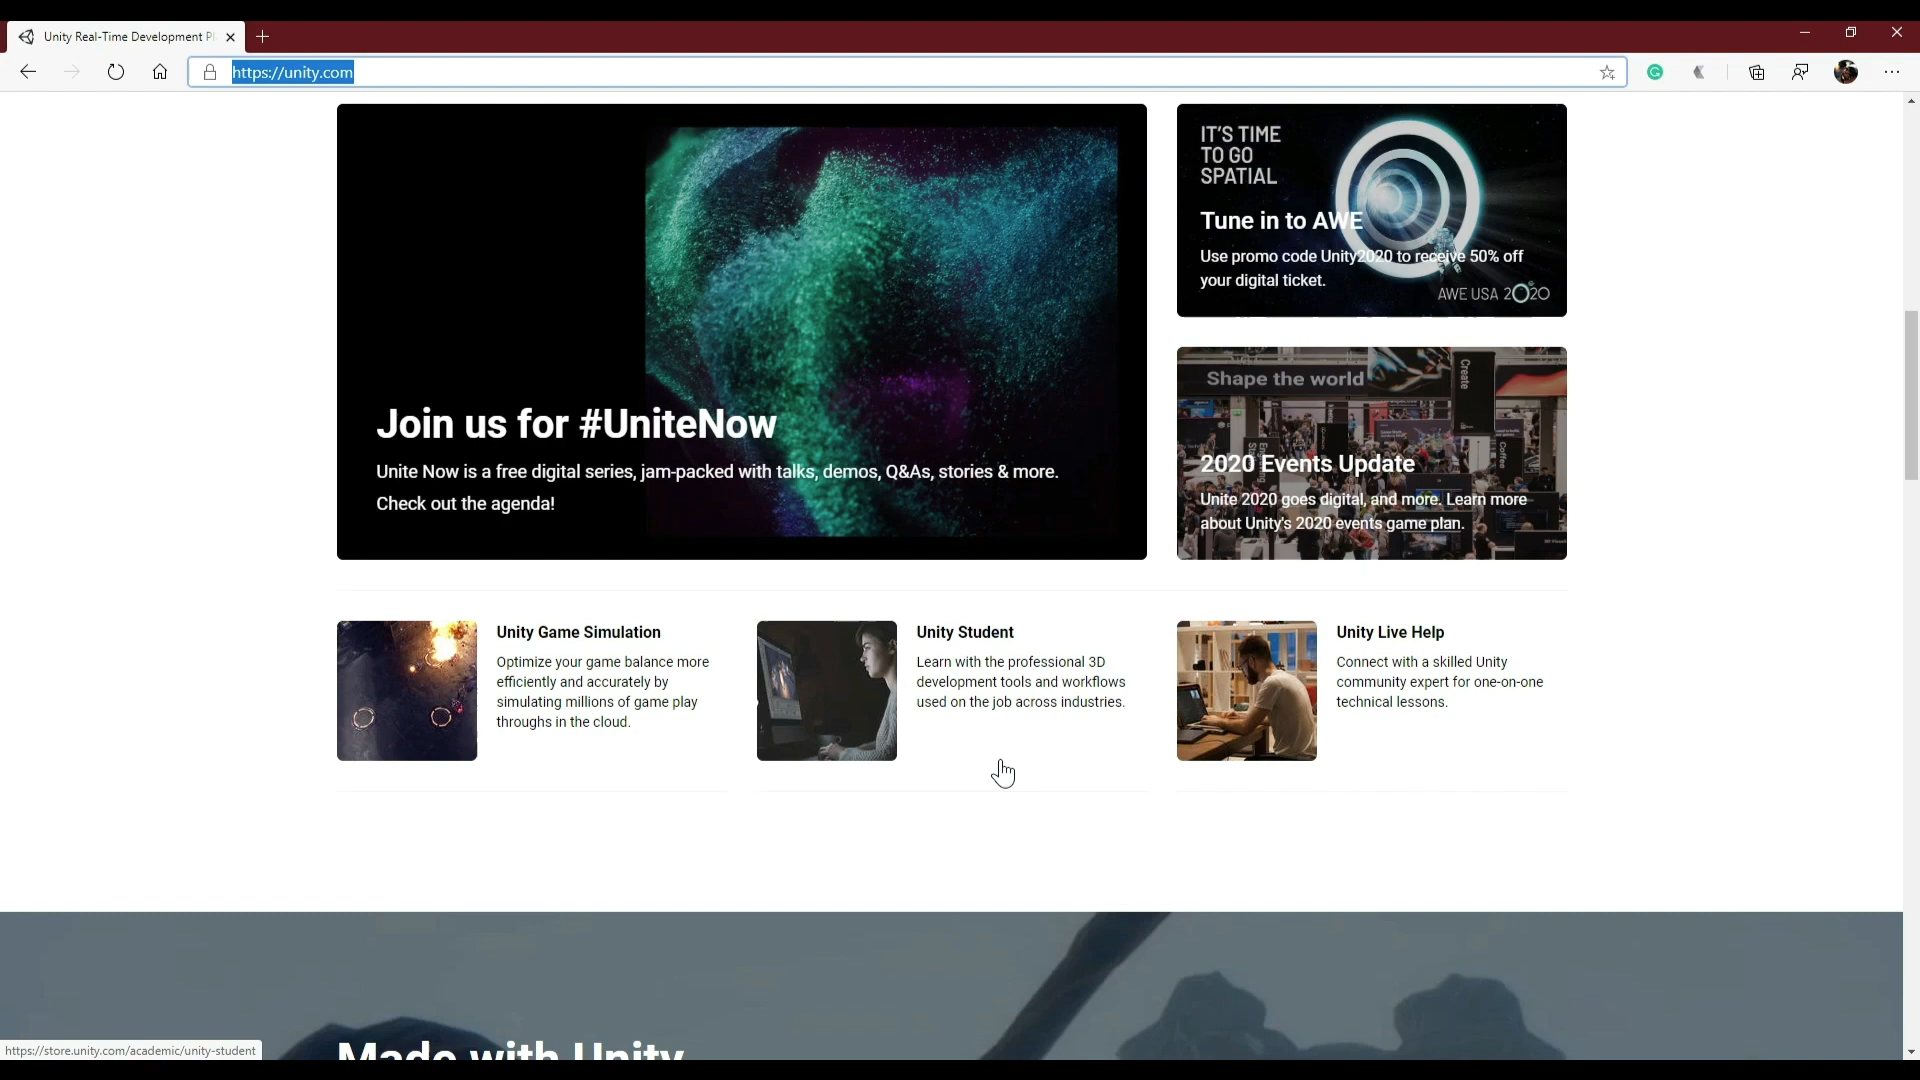 Unity Real-Time Development Pl
https://unity.com
IT'S TIME
TO GO
SPATIAL
Tune in to AWE
Use promo code Unity2020 to receive 50% off
your digital ticket.
AWE USA 2020
Join us for #UniteNow
Unite Now is a free digital series, jam-packed with talks, demos, Q&As, stories & more.
Check out the agenda!
Shape the world
Create
Coffee
2020 Events Update
Unite 2020 goes digital, and more. Learn more
about Unity's 2020 events game plan.
Unity Game Simulation
Optimize your game balance more
efficiently and accurately by
simulating millions of game play
throughs in the cloud.
Unity Student
Learn with the professional 3D
development tools and workflows
used on the job across industries.
Unity Live Help
Connect with a skilled Unity
community expert for one-on-one
technical lessons.
Made with Unity
https://store.unity.com/academic/unity-student